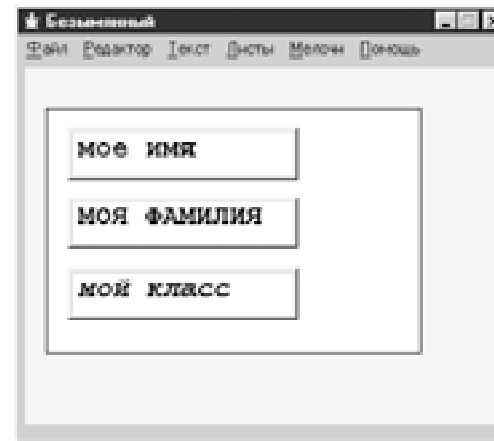 Безымянный
Файл Редактор Текст Листы Мелочи Помощь
мое имя
МОЯ ФАМИЛИЯ
мой класс